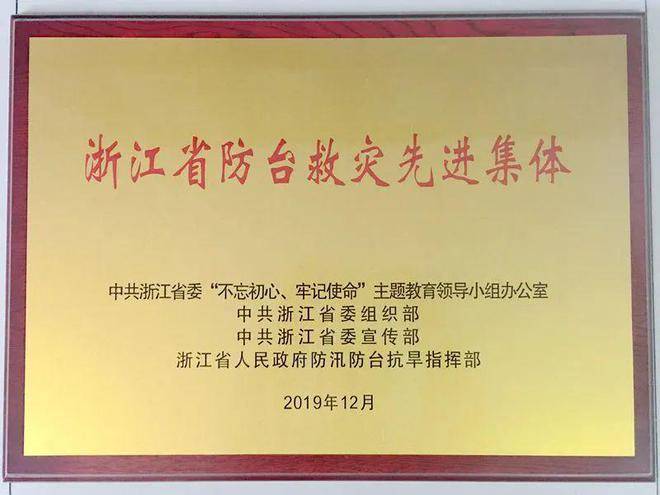 浙江省防台救灾先进集体
中共浙江省委“不忘初心、牢记使命”主题教育领导小组办公室
中共浙江省委组织部
中共浙江省委宣传部
浙江省人民政府防汛防台抗旱指挥部
2019年12月